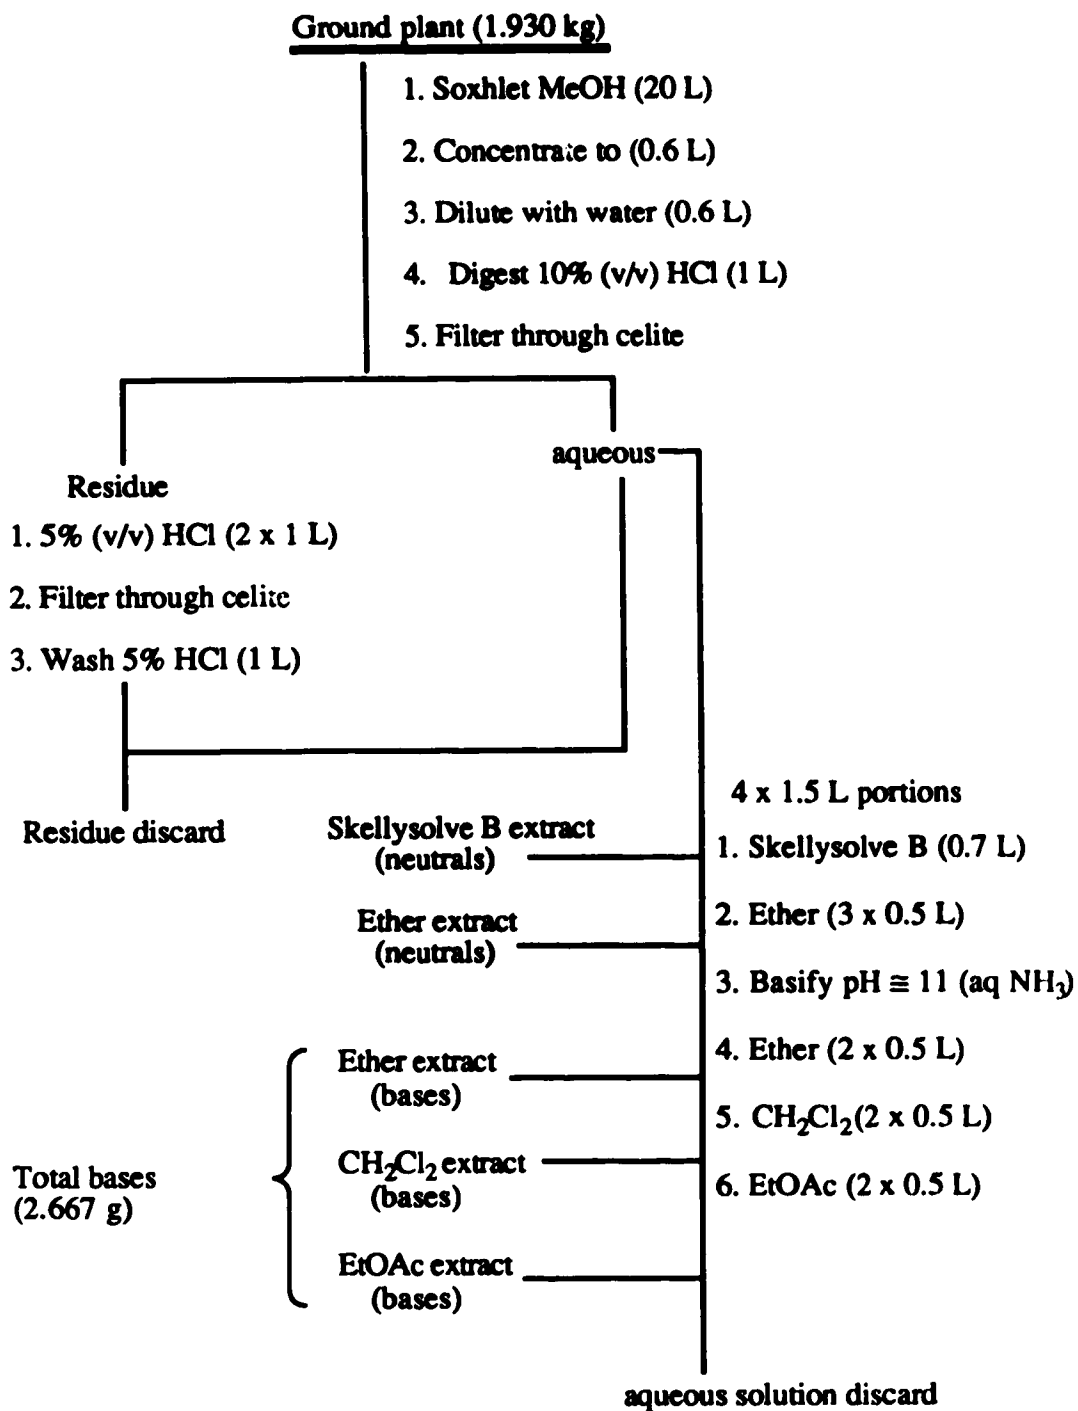 Ground plant (1.930 kg)
1. Soxhlet MeOH (20 L)
2. Concentrate to (0.6 L)
3. Dilute with water (0.6 L)
4. Digest 10% (v/v) HCl (1 L)
5. Filter through celite
aqueous
Residue
1. 5% (v/v) HCl (2 x 1 L)
2. Filter through celite
3. Wash 5% HCl (1 L)
Residue discard
4 x 1.5 L portions
Skellysolve B extract
(neutrals)
1. Skellysolve B (0.7 L)
Ether extract
(neutrals)
2. Ether (3 x 0.5 L)
3. Basify pH ≅ 11 (aq NH₃)
Ether extract
(bases)
4. Ether (2 x 0.5 L)
5. CH₂Cl₂(2 x 0.5 L)
CH₂Cl₂ extract
(bases)
6. EtOAc (2 x 0.5 L)
Total bases
(2.667 g)
EtOAc extract
(bases)
aqueous solution discard